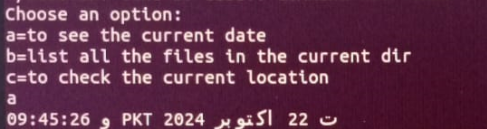 Choose an option:
a=to see the current date
b=list all the files in the current dir
c=to check the current location
a
09:45:26 و PKT 2024 اكتوبر 22 ت